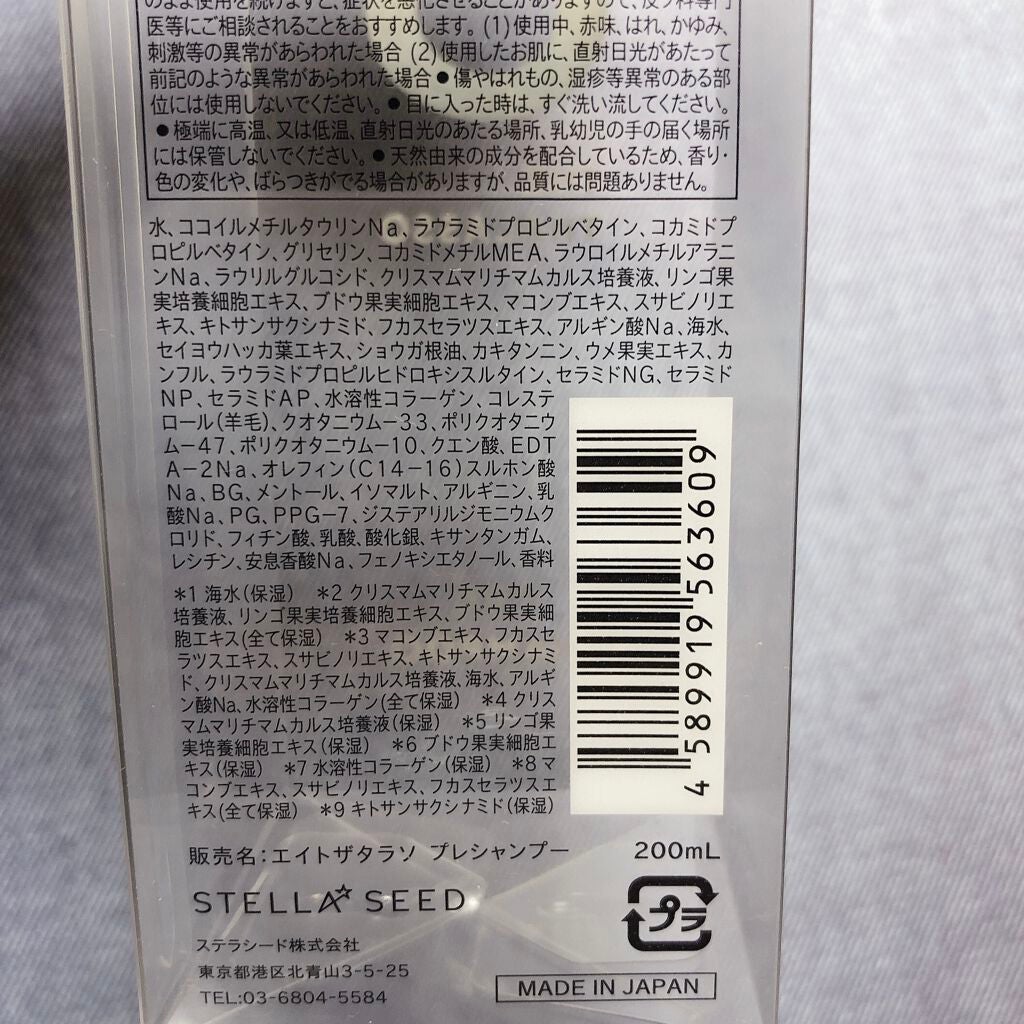 のまま使用を続けますと、症状を悪化させることがありますので、皮フ科専門
医等にご相談されることをおすすめします。(1)使用中、赤味、はれ、かゆみ、
刺激等の異常があらわれた場合 (2)使用したお肌に、直射日光があたって
前記のような異常があらわれた場合●傷やはれもの、湿疹等異常のある部
位には使用しないでください。●目に入った時は、すぐ洗い流してください。
●極端に高温、又は低温、直射日光のあたる場所、乳幼児の手の届く場所
には保管しないでください。●天然由来の成分を配合しているため、香り・
色の変化や、ばらつきがでる場合がありますが、品質には問題ありません。
水、ココイルメチルタウリンNa、ラウラミドプロピルベタイン、コカミドプ
ロピルベタイン、グリセリン、コカミドメチルMEA、ラウロイルメチルアラニ
ンNa、ラウリルグルコシド、クリスマムマリチマムカルス培養液、リンゴ果
実培養細胞エキス、ブドウ果実細胞エキス、マコンブエキス、スサビノリエ
キス、キトサンサクシナミド、フカスセラツスエキス、アルギン酸Na、海水、
セイヨウハッカ葉エキス、ショウガ根油、カキタンニン、ウメ果実エキス、カ
ンフル、ラウラミドプロピルヒドロキシスルタイン、セラミドNG、セラミド
NP、セラミドAP、水溶性コラーゲン、コレステ
ロール(羊毛)、クオタニウム-33、ポリクオタニウ
ム-47、ポリクオタニウム-10、クエン酸、EDT
A-2Na、オレフィン(C14-16)スルホン酸
Na、BG、メントール、イソマルト、アルギニン、乳
酸Na、PG、PPG-7、ジステアリルジモニウムク
ロリド、フィチン酸、乳酸、酸化銀、キサンタンガム、
レシチン、安息香酸Na、フェノキシエタノール、香料
*1 海水(保湿) *2 クリスマムマリチマムカルス
培養液、リンゴ果実培養細胞エキス、ブドウ果実細
胞エキス(全て保湿) *3 マコンブエキス、フカスセ
ラツスエキス、スサビノリエキス、キトサンサクシナミ
ド、クリスマムマリチマムカルス培養液、海水、アルギ
ン酸Na、水溶性コラーゲン(全て保湿) *4 クリス
マムマリチマムカルス培養液(保湿) *5 リンゴ果
実培養細胞エキス(保湿) *6 ブドウ果実細胞エ
キス(保湿) *7 水溶性コラーゲン(保湿) *8 マ
コンブエキス、スサビノリエキス、フカスセラツスエ
キス(全て保湿) *9 キトサンサクシナミド(保湿)
4 589919 563609
販売名:エイトザタラソ プレシャンプー 200mL
STELLA SEED
プラ
ステラシード株式会社
東京都港区北青山3-5-25
TEL:03-6804-5584
MADE IN JAPAN